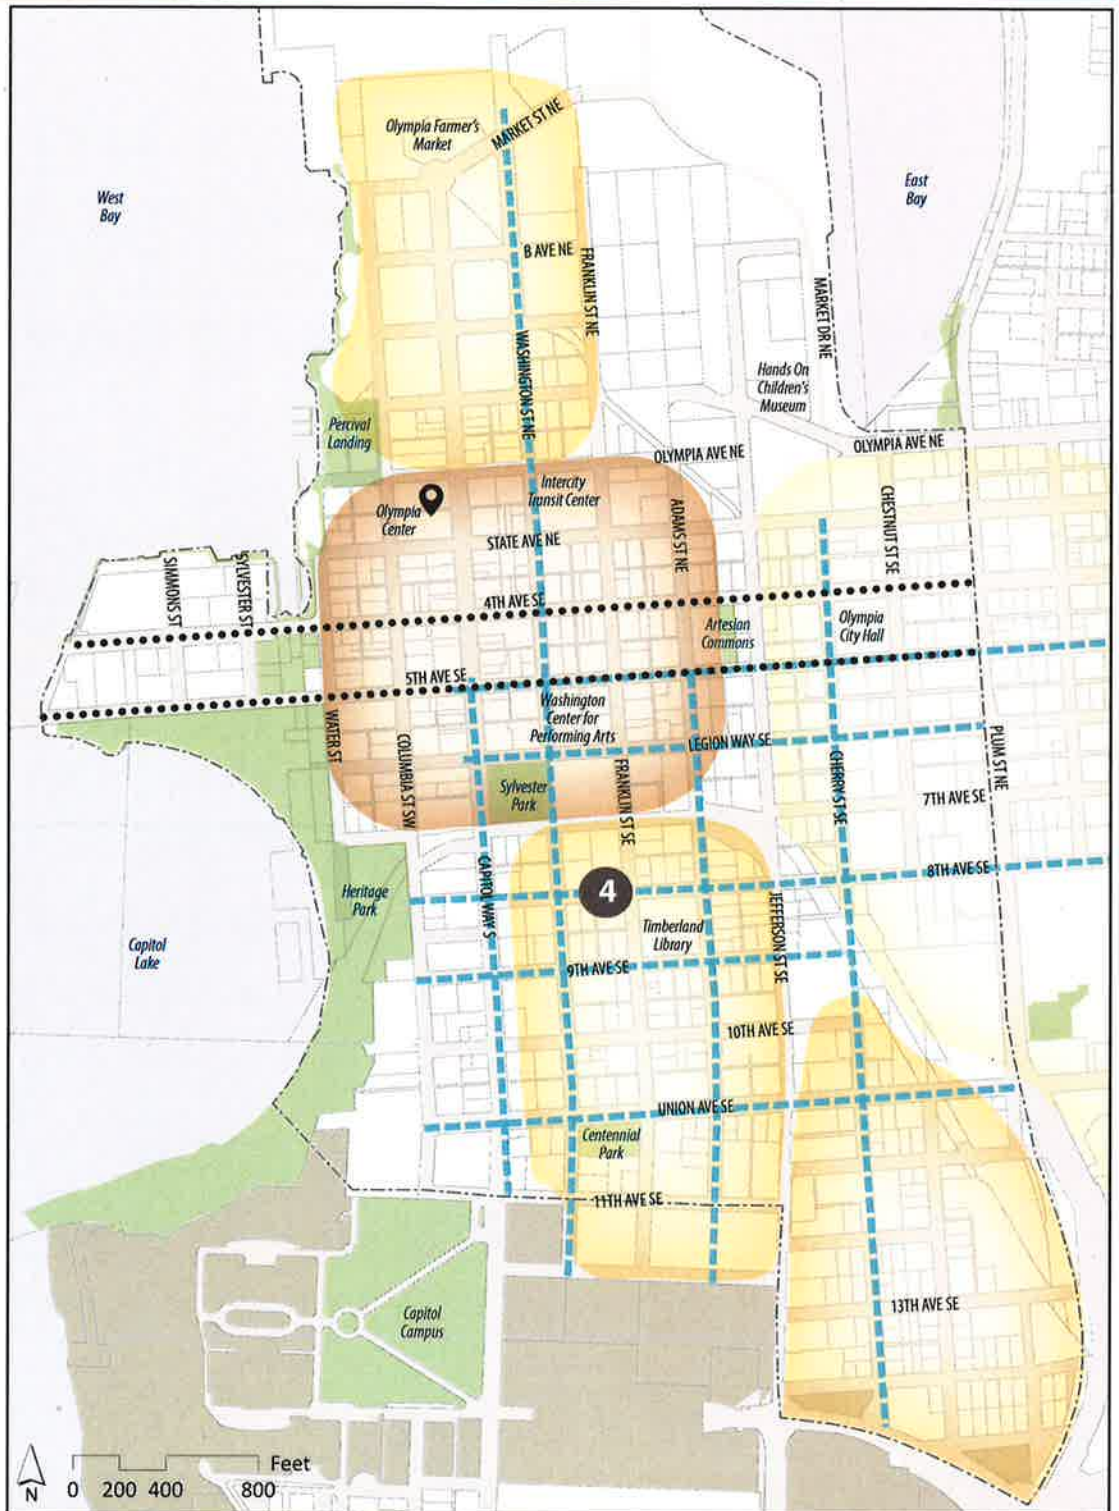 Olympia Farmer's
Market
MARKET ST NE
West
Bay
East
Bay
B AVE NE
FRANKLIN ST NE
MARKET DR NE
WASHINGTON ST NE
Hands On
Children's
Museum
Percival
Landing
OLYMPIA AVE NE
OLYMPIA AVE NE
Intercity
Transit Center
Olympia
Center
ADAMS ST NE
CHESTNUT ST SE
STATE AVE NE
SIMMONS ST
SYLVESTER ST
4TH AVE SE
Artesian
Commons
Olympia
City Hall
5TH AVE SE
Washington
Center for
Performing Arts
WATER ST
COLUMBIA ST SW
LEGION WAY SE
PLUM ST NE
Sylvester
Park
FRANKLIN ST SE
CHERRY ST SE
7TH AVE SE
CAPITOL WAY S
8TH AVE SE
4
Heritage
Park
JEFFERSON ST SE
Timberland
Library
Capitol
Lake
9TH AVE SE
10TH AVE SE
UNION AVE SE
Centennial
Park
11TH AVE SE
Capitol
Campus
13TH AVE SE
N
Feet
0 200 400 800